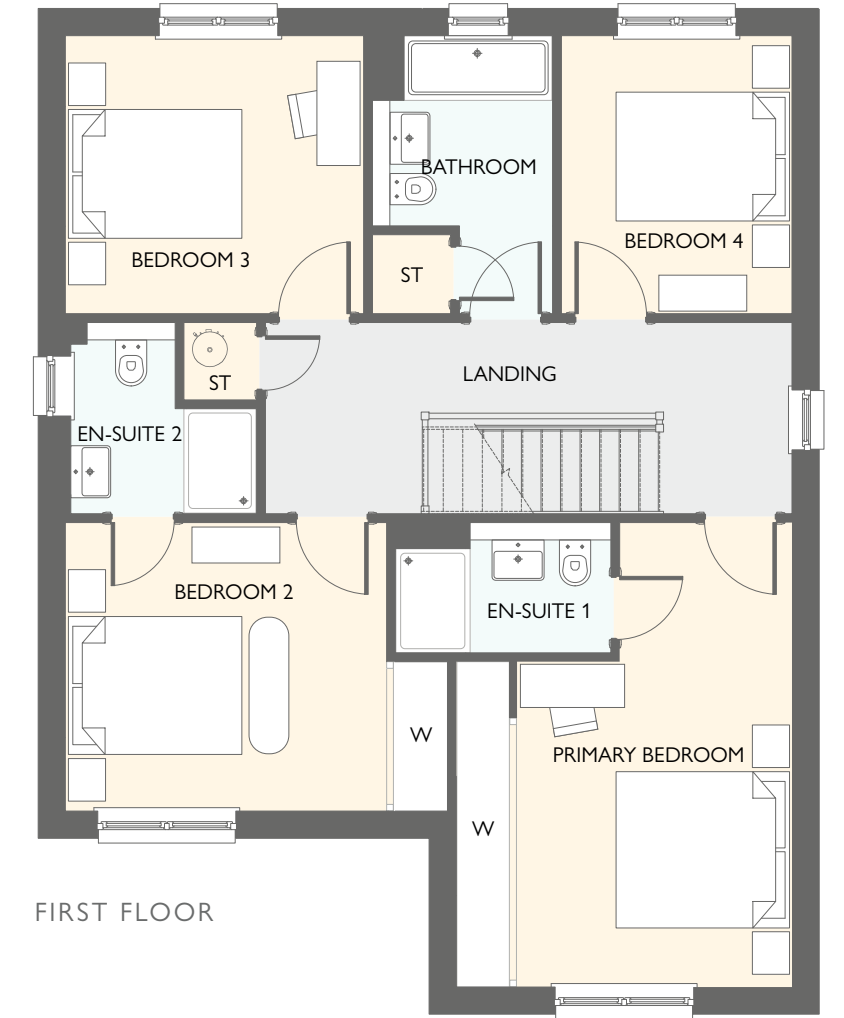 BATHROOM
BEDROOM 4
BEDROOM 3
ST
LANDING
ST
EN-SUITE 2
BEDROOM 2
EN-SUITE 1
W
PRIMARY BEDROOM
W
FIRST FLOOR